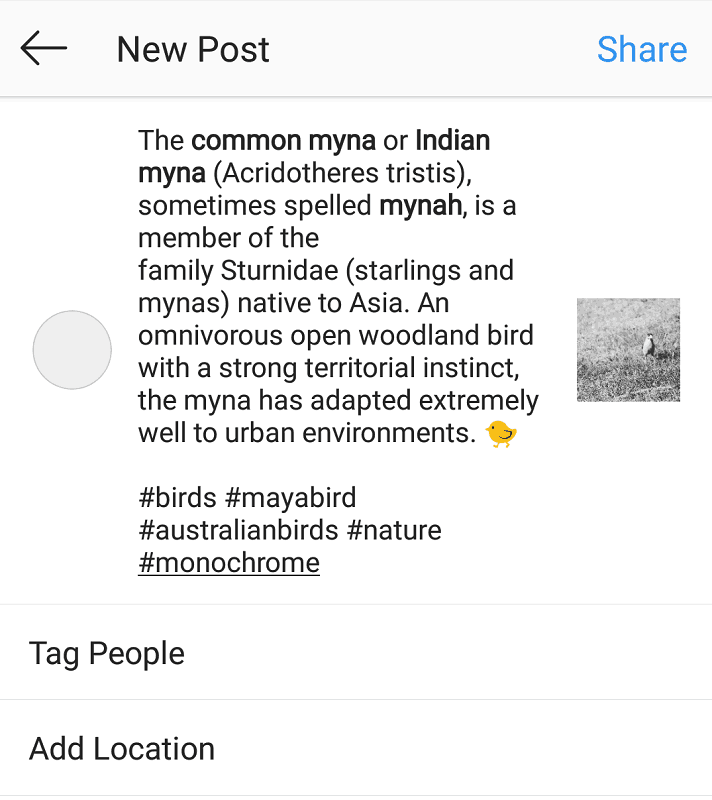 New Post
Share
The common myna or Indian
myna (Acridotheres tristis),
sometimes spelled mynah, is a
member of the
family Sturnidae (starlings and
mynas) native to Asia. An
omnivorous open woodland bird
with a strong territorial instinct,
the myna has adapted extremely
well to urban environments. 🐤
#birds #mayabird
#australianbirds #nature
#monochrome
Tag People
Add Location